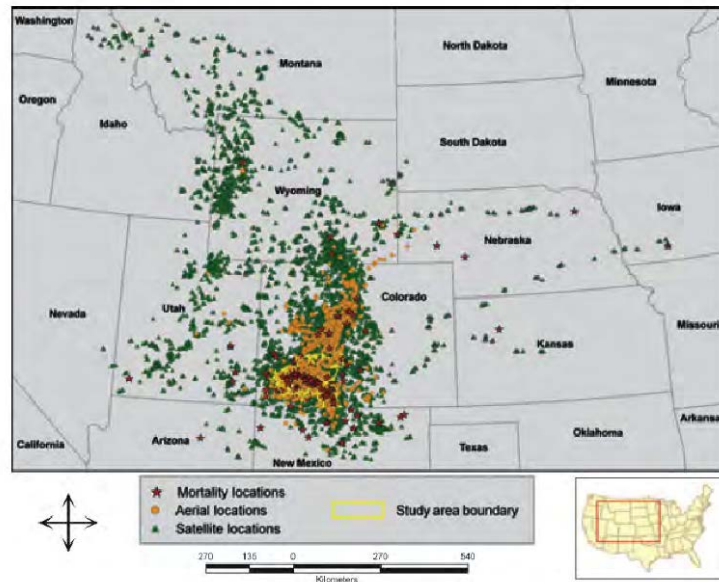 Washington
North Dakota
Montana
Minnesota
Oregon
Idaho
South Dakota
Wyoming
Iowa
Nebraska
Nevada
Utah
Colorado
Kansas
Missouri
California
Arizona
New Mexico
Texas
Oklahoma
Arkansa
Mortality locations
Aerial locations
Study area boundary
Satellite locations
270 135 0 270 540
Kilometers